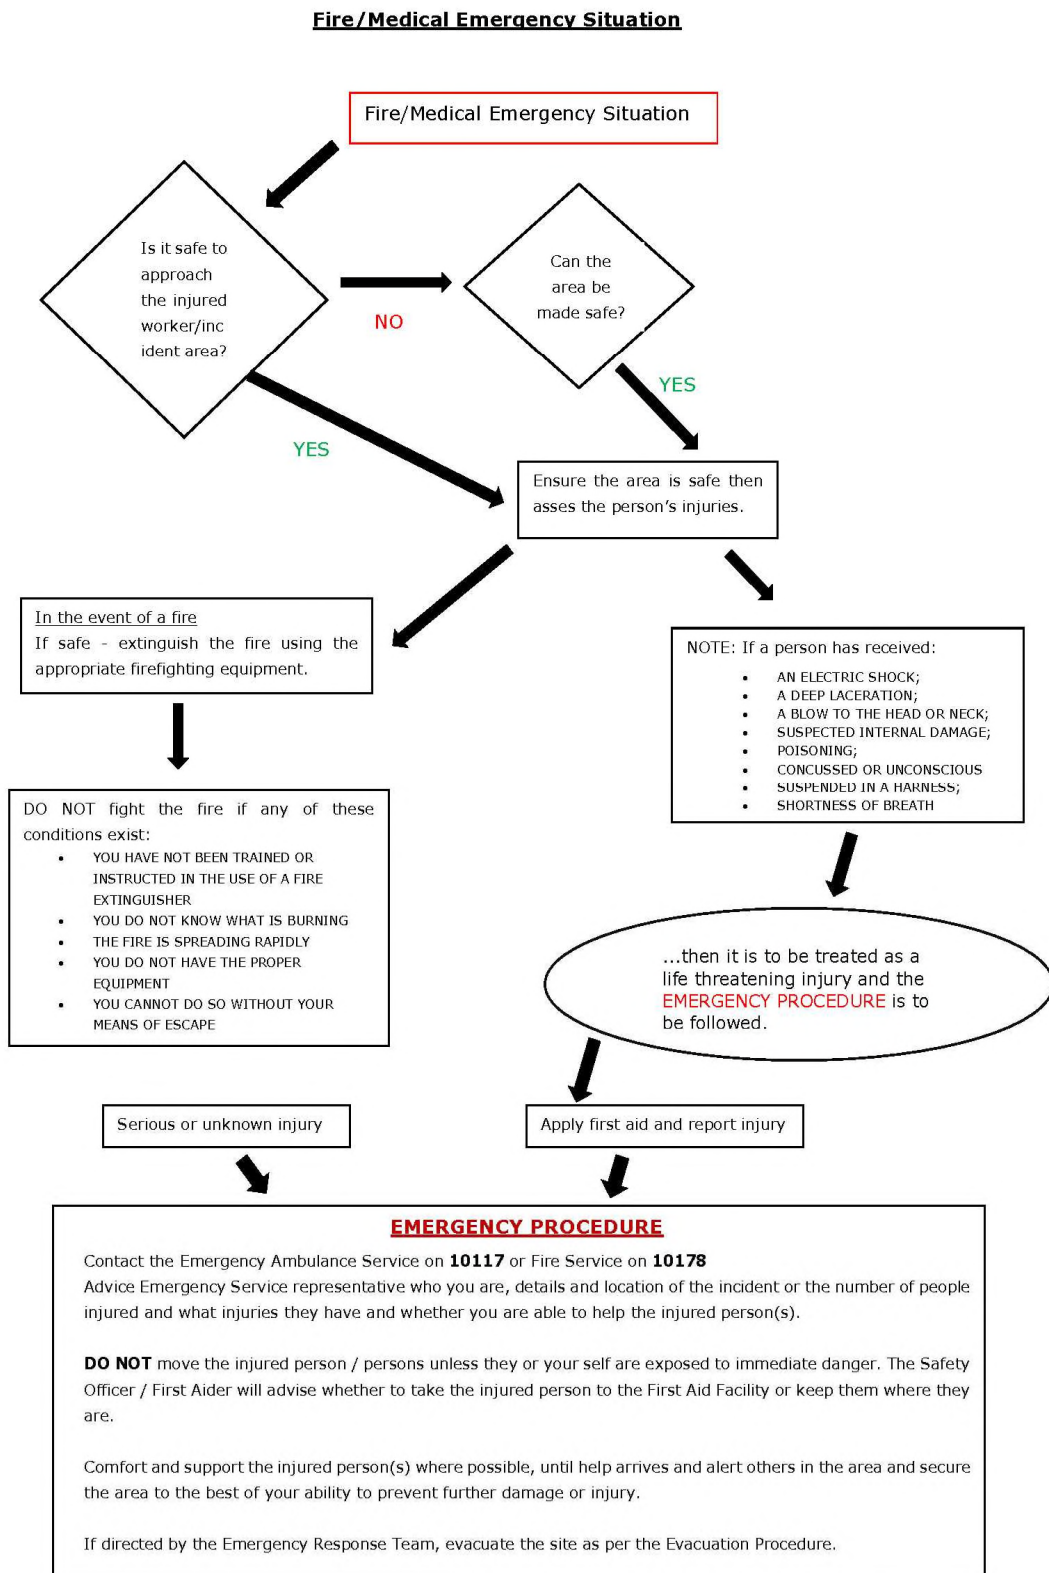 Fire/Medical Emergency Situation
Fire/Medical Emergency Situation
Is it safe to
approach
the injured
worker/inc
ident area?
NO
Can the
area be
made safe?
YES
YES
Ensure the area is safe then
asses the person's injuries.
In the event of a fire
If safe - extinguish the fire using the
appropriate firefighting equipment.
NOTE: If a person has received:
• AN ELECTRIC SHOCK;
• A DEEP LACERATION;
• A BLOW TO THE HEAD OR NECK;
• SUSPECTED INTERNAL DAMAGE;
• POISONING;
• CONCUSSED OR UNCONSCIOUS
• SUSPENDED IN A HARNESS;
• SHORTNESS OF BREATH
DO NOT fight the fire if any of these
conditions exist:
• YOU HAVE NOT BEEN TRAINED OR
INSTRUCTED IN THE USE OF A FIRE
EXTINGUISHER
• YOU DO NOT KNOW WHAT IS BURNING
• THE FIRE IS SPREADING RAPIDLY
• YOU DO NOT HAVE THE PROPER
EQUIPMENT
• YOU CANNOT DO SO WITHOUT YOUR
MEANS OF ESCAPE
...then it is to be treated as a
life threatening injury and the
EMERGENCY PROCEDURE is to
be followed.
Serious or unknown injury
Apply first aid and report injury
EMERGENCY PROCEDURE
Contact the Emergency Ambulance Service on 10117 or Fire Service on 10178
Advice Emergency Service representative who you are, details and location of the incident or the number of people
injured and what injuries they have and whether you are able to help the injured person(s).
DO NOT move the injured person / persons unless they or your self are exposed to immediate danger. The Safety
Officer / First Aider will advise whether to take the injured person to the First Aid Facility or keep them where they
are.
Comfort and support the injured person(s) where possible, until help arrives and alert others in the area and secure
the area to the best of your ability to prevent further damage or injury.
If directed by the Emergency Response Team, evacuate the site as per the Evacuation Procedure.